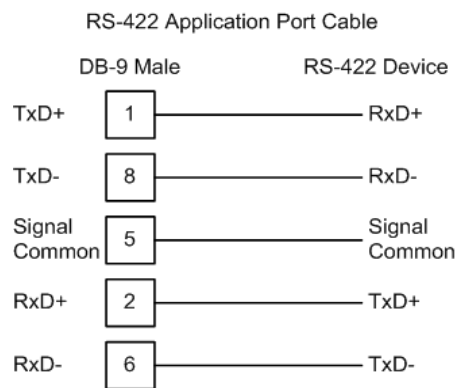 RS-422 Application Port Cable
DB-9 Male RS-422 Device
TxD+ 1 RxD+
TxD- 8 RxD-
Signal Common 5 Signal Common
RxD+ 2 TxD+
RxD- 6 TxD-